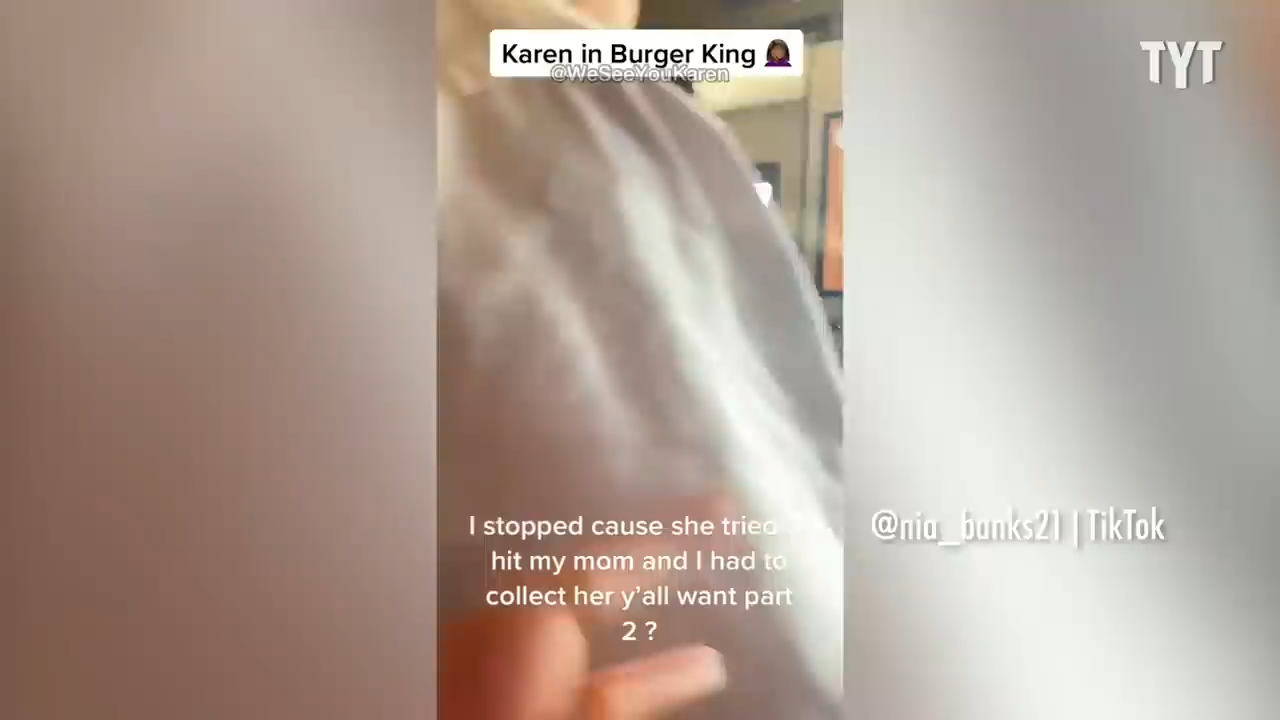 Karen in Burger King 🤦🏾‍♀️
@WeSeeYouKaren
TYT
I stopped cause she tried
hit my mom and I had to
collect her y'all want part
2 ?
@nia_banks21 | TikTok